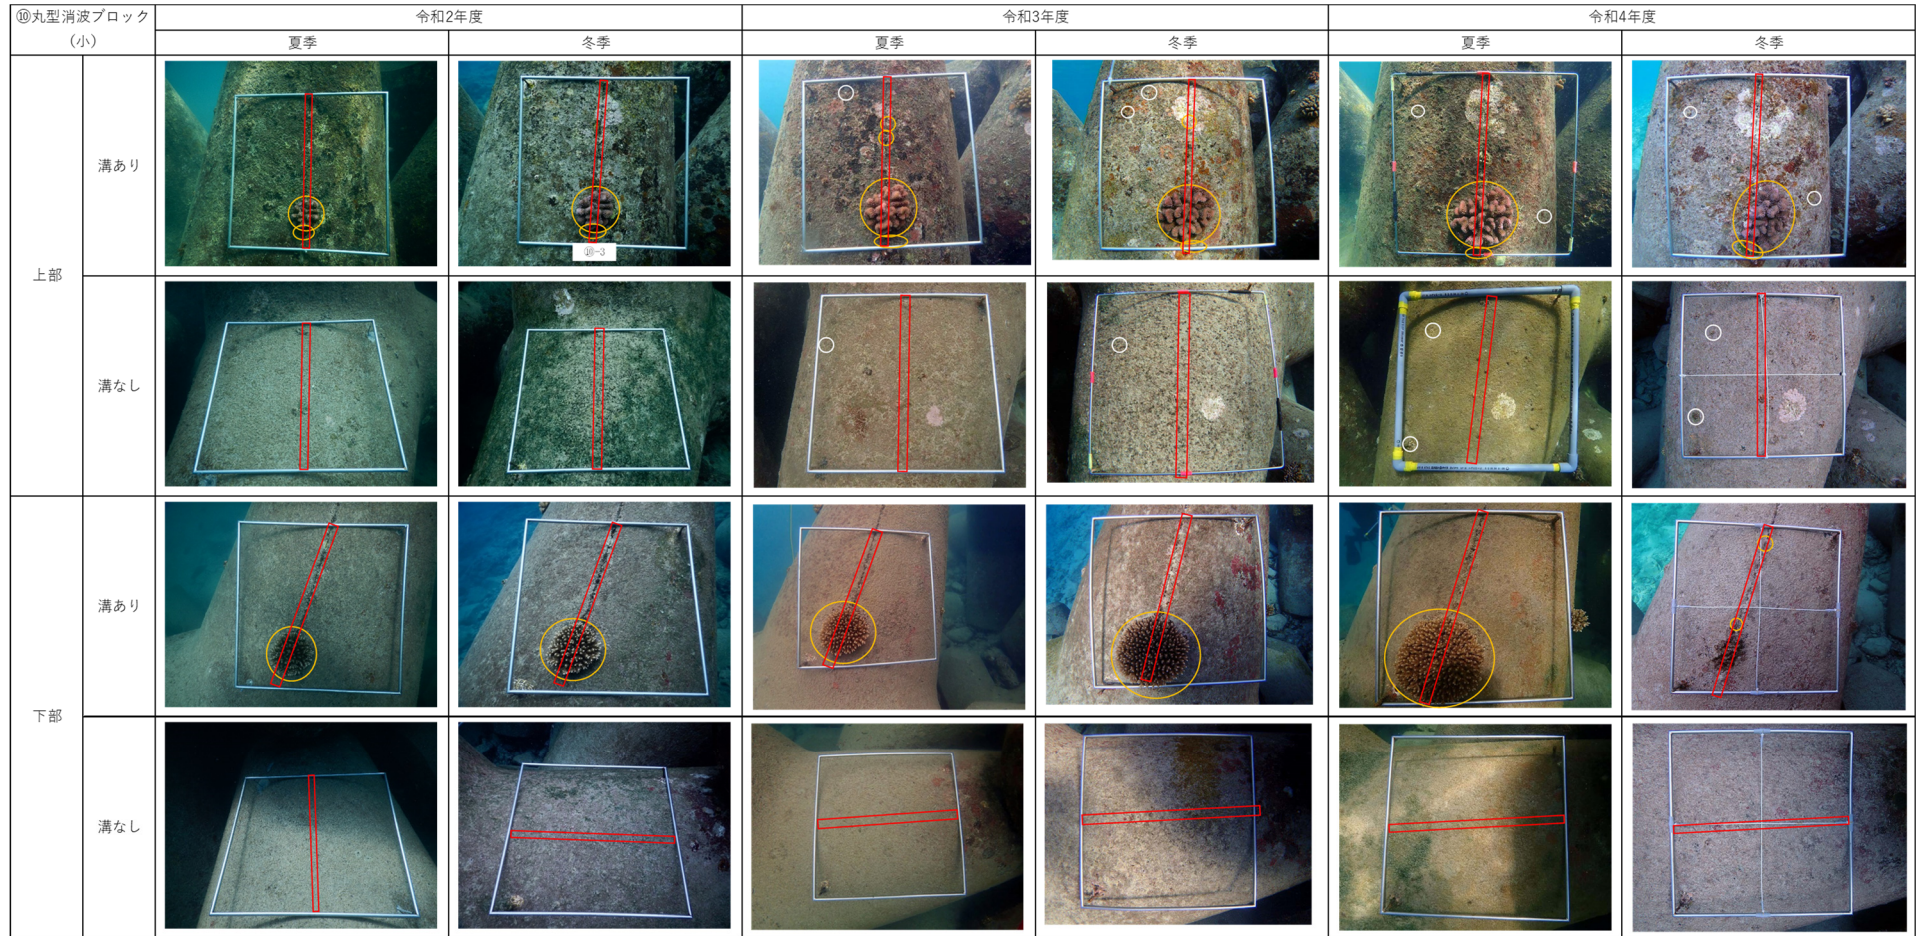 ⑩丸型消波ブロック
（小）
令和2年度
令和3年度
令和4年度
夏季
冬季
夏季
冬季
夏季
冬季
上部
溝あり
⑩-3
溝なし
下部
溝あり
溝なし